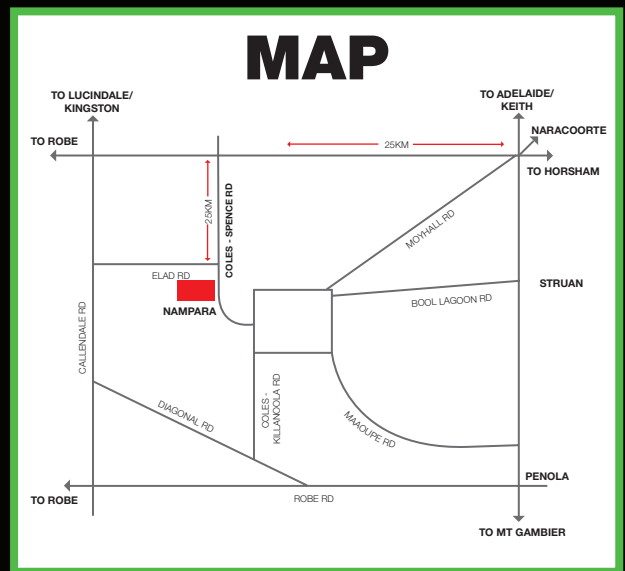 MAP
TO LUCINDALE/
KINGSTON
TO ADELAIDE/
KEITH
NARACOORTE
TO ROBE
25KM
TO HORSHAM
25KM
COLES - SPENCE RD
MOYHALL RD
ELAD RD
STRUAN
BOOL LAGOON RD
NAMPARA
CALLENDALE RD
DIAGONAL RD
COLES -
KILLANOOLA RD
MAAOUPE RD
PENOLA
TO ROBE
ROBE RD
TO MT GAMBIER